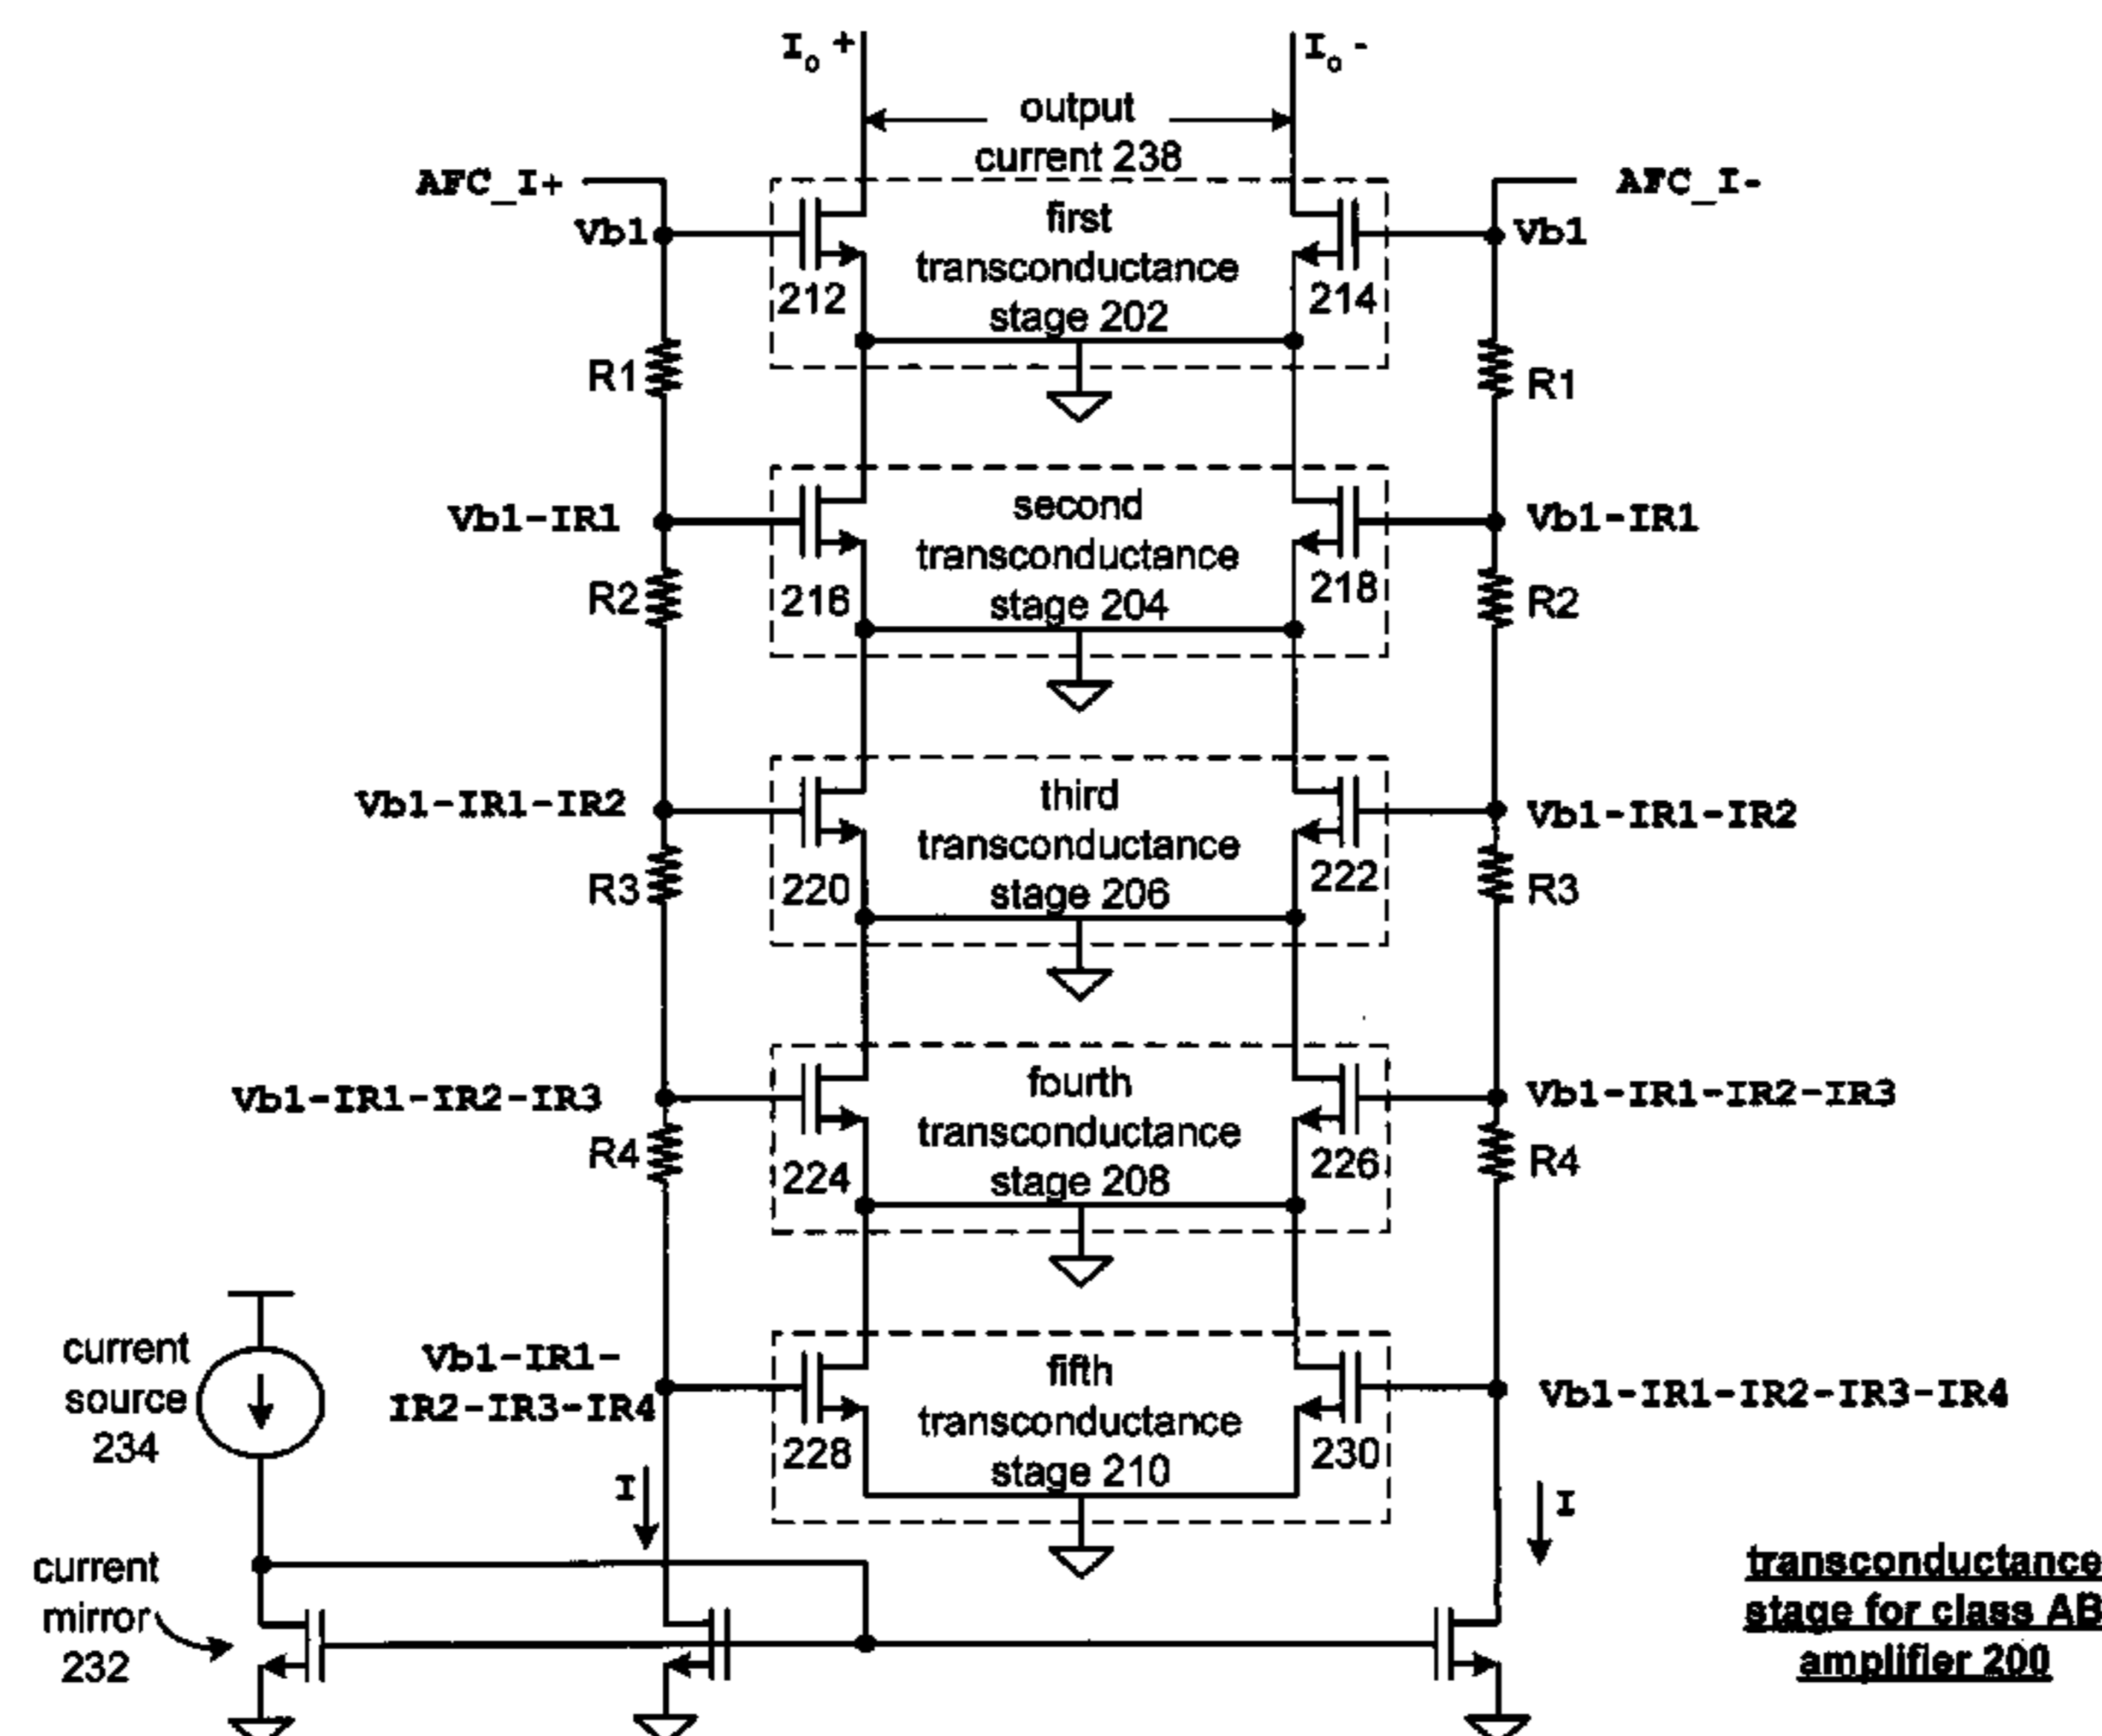 I₀ +
I₀ -
output
current 238
AFC_I+
AFC_I-
Vb1
Vb1
first
transconductance
stage 202
212
214
R1
R1
Vb1-IR1
Vb1-IR1
second
transconductance
stage 204
216
218
R2
R2
Vb1-IR1-IR2
Vb1-IR1-IR2
third
transconductance
stage 206
220
222
R3
R3
Vb1-IR1-IR2-IR3
Vb1-IR1-IR2-IR3
fourth
transconductance
stage 208
224
226
R4
R4
current
source
234
Vb1-IR1-
IR2-IR3-IR4
Vb1-IR1-IR2-IR3-IR4
fifth
transconductance
stage 210
228
230
I
I
current
mirror
232
transconductance
stage for class AB
amplifier 200